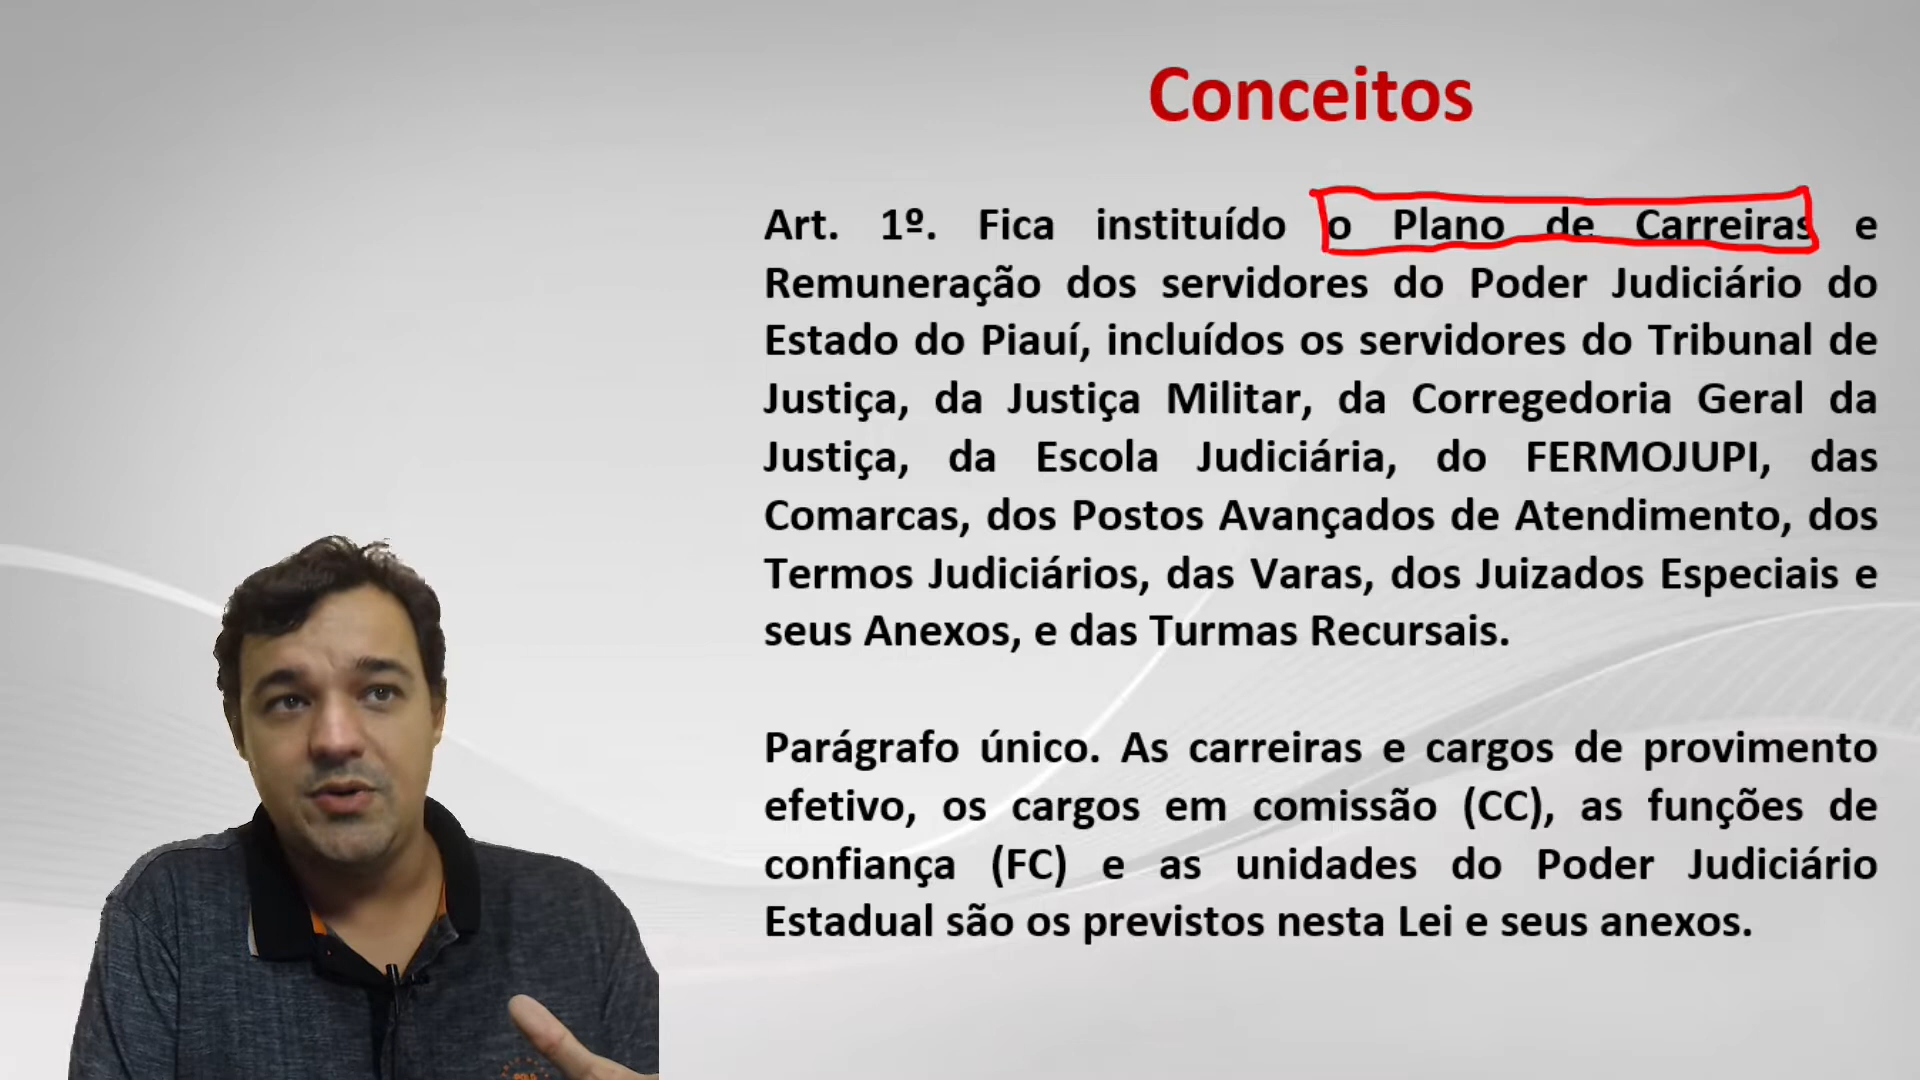 Conceitos
Art. 1º. Fica instituído o Plano de Carreiras e
Remuneração dos servidores do Poder Judiciário do
Estado do Piauí, incluídos os servidores do Tribunal de
Justiça, da Justiça Militar, da Corregedoria Geral da
Justiça, da Escola Judiciária, do FERMOJUPI, das
Comarcas, dos Postos Avançados de Atendimento, dos
Termos Judiciários, das Varas, dos Juizados Especiais e
seus Anexos, e das Turmas Recursais.
Parágrafo único. As carreiras e cargos de provimento
efetivo, os cargos em comissão (CC), as funções de
confiança (FC) e as unidades do Poder Judiciário
Estadual são os previstos nesta Lei e seus anexos.